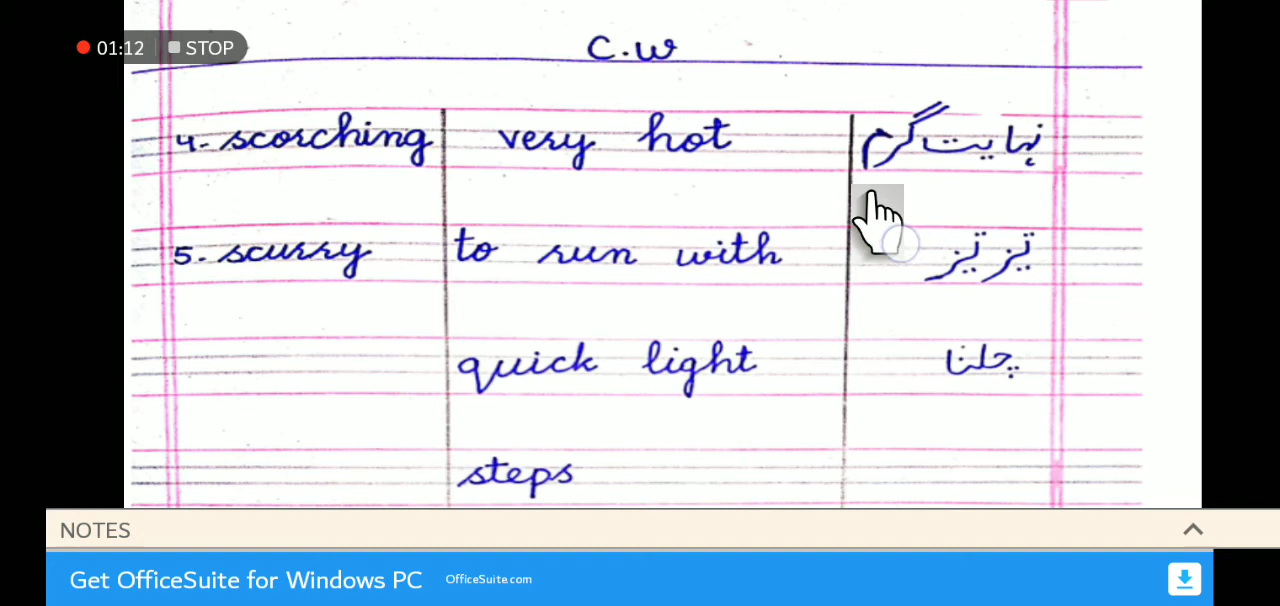 01:12 STOP
C.W
4- scorching very hot نہایت گرم
5- scurry to run with تیز تیز
quick light چلنا
steps
NOTES
Get OfficeSuite for Windows PC OfficeSuite.com